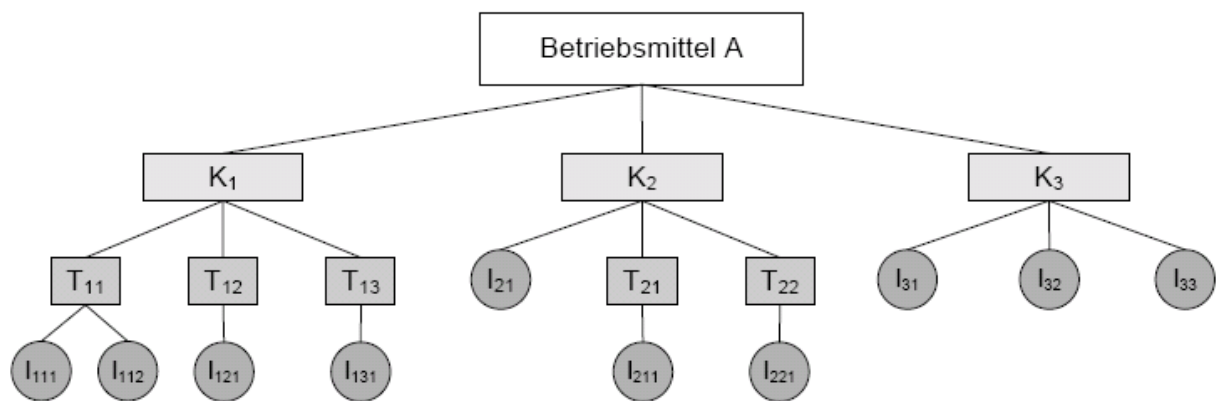 Betriebsmittel A
K₁ K₂ K₃
T₁₁ T₁₂ T₁₃ I₂₁ T₂₁ T₂₂ I₃₁ I₃₂ I₃₃
I₁₁₁ I₁₁₂ I₁₂₁ I₁₃₁ I₂₁₁ I₂₂₁